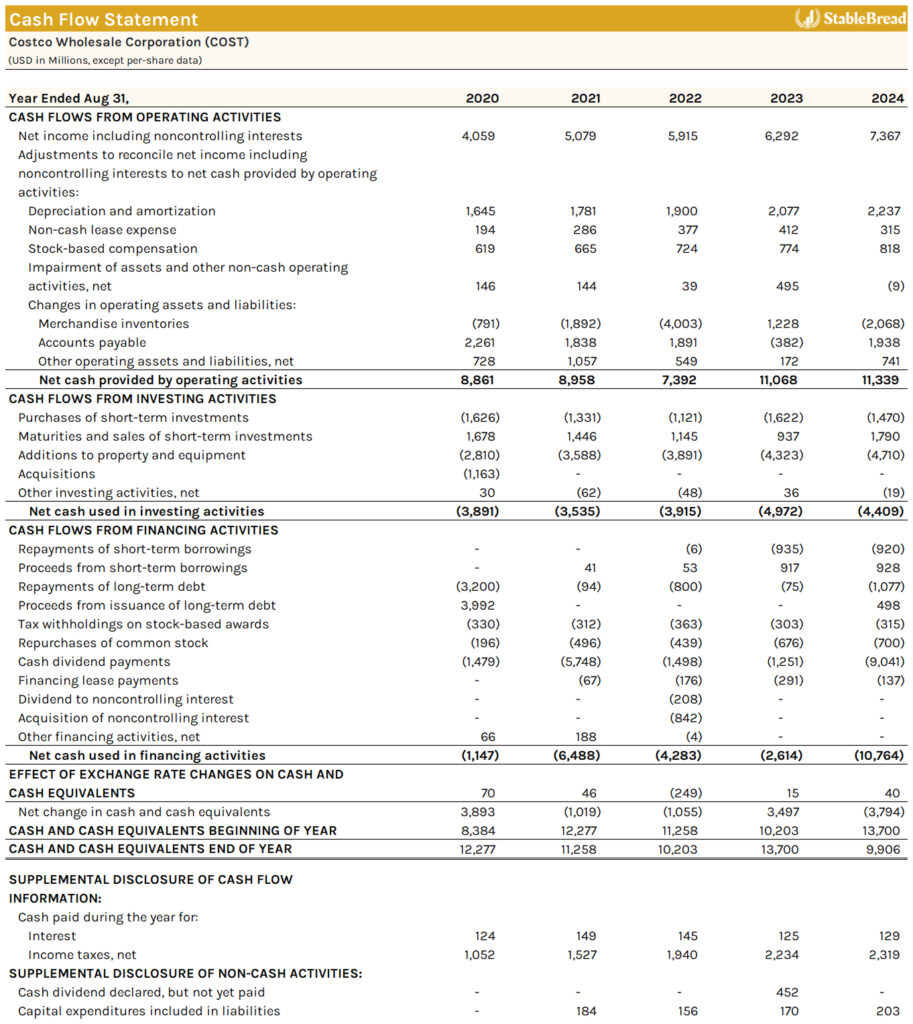 Cash Flow Statement StableBread
Costco Wholesale Corporation (COST)
(USD in Millions, except per-share data)
Year Ended Aug 31, 2020 2021 2022 2023 2024
CASH FLOWS FROM OPERATING ACTIVITIES
Net income including noncontrolling interests 4,059 5,079 5,915 6,292 7,367
Adjustments to reconcile net income including
noncontrolling interests to net cash provided by operating
activities:
Depreciation and amortization 1,645 1,781 1,900 2,077 2,237
Non-cash lease expense 194 286 377 412 315
Stock-based compensation 619 665 724 774 818
Impairment of assets and other non-cash operating
activities, net 146 144 39 495 (9)
Changes in operating assets and liabilities:
Merchandise inventories (791) (1,892) (4,003) 1,228 (2,068)
Accounts payable 2,261 1,838 1,891 (382) 1,938
Other operating assets and liabilities, net 728 1,057 549 172 741
Net cash provided by operating activities 8,861 8,958 7,392 11,068 11,339
CASH FLOWS FROM INVESTING ACTIVITIES
Purchases of short-term investments (1,626) (1,331) (1,121) (1,622) (1,470)
Maturities and sales of short-term investments 1,678 1,446 1,145 937 1,790
Additions to property and equipment (2,810) (3,588) (3,891) (4,323) (4,710)
Acquisitions (1,163) - - - -
Other investing activities, net 30 (62) (48) 36 (19)
Net cash used in investing activities (3,891) (3,535) (3,915) (4,972) (4,409)
CASH FLOWS FROM FINANCING ACTIVITIES
Repayments of short-term borrowings - - (6) (935) (920)
Proceeds from short-term borrowings - 41 53 917 928
Repayments of long-term debt (3,200) (94) (800) (75) (1,077)
Proceeds from issuance of long-term debt 3,992 - - - 498
Tax withholdings on stock-based awards (330) (312) (363) (303) (315)
Repurchases of common stock (196) (496) (439) (676) (700)
Cash dividend payments (1,479) (5,748) (1,498) (1,251) (9,041)
Financing lease payments - (67) (176) (291) (137)
Dividend to noncontrolling interest - - (208) - -
Acquisition of noncontrolling interest - - (842) - -
Other financing activities, net 66 188 (4) - -
Net cash used in financing activities (1,147) (6,488) (4,283) (2,614) (10,764)
EFFECT OF EXCHANGE RATE CHANGES ON CASH AND
CASH EQUIVALENTS 70 46 (249) 15 40
Net change in cash and cash equivalents 3,893 (1,019) (1,055) 3,497 (3,794)
CASH AND CASH EQUIVALENTS BEGINNING OF YEAR 8,384 12,277 11,258 10,203 13,700
CASH AND CASH EQUIVALENTS END OF YEAR 12,277 11,258 10,203 13,700 9,906
SUPPLEMENTAL DISCLOSURE OF CASH FLOW
INFORMATION:
Cash paid during the year for:
Interest 124 149 145 125 129
Income taxes, net 1,052 1,527 1,940 2,234 2,319
SUPPLEMENTAL DISCLOSURE OF NON-CASH ACTIVITIES:
Cash dividend declared, but not yet paid - - - 452 -
Capital expenditures included in liabilities - 184 156 170 203